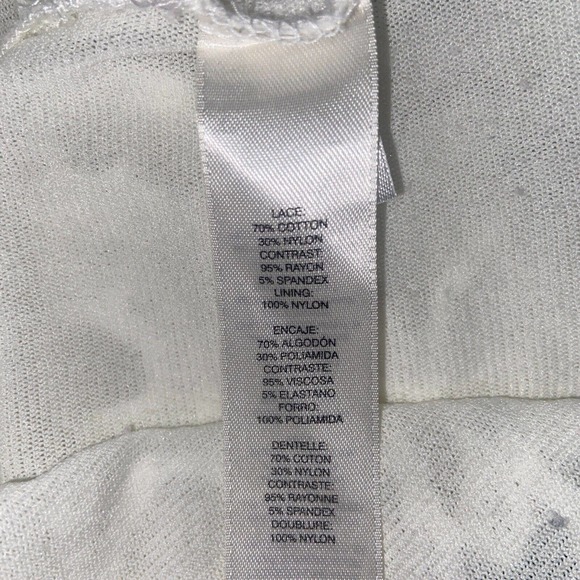 LACE:
70% COTTON
30% NYLON
CONTRAST:
95% RAYON
5% SPANDEX
LINING:
100% NYLON
ENCAJE:
70% ALGODÓN
30% POLIAMIDA
CONTRASTE:
95% VISCOSA
5% ELASTANO
FORRO:
100% POLIAMIDA
DENTELLE:
70% COTON
30% NYLON
CONTRASTE:
95% RAYONNE
5% SPANDEX
DOUBLURE:
100% NYLON